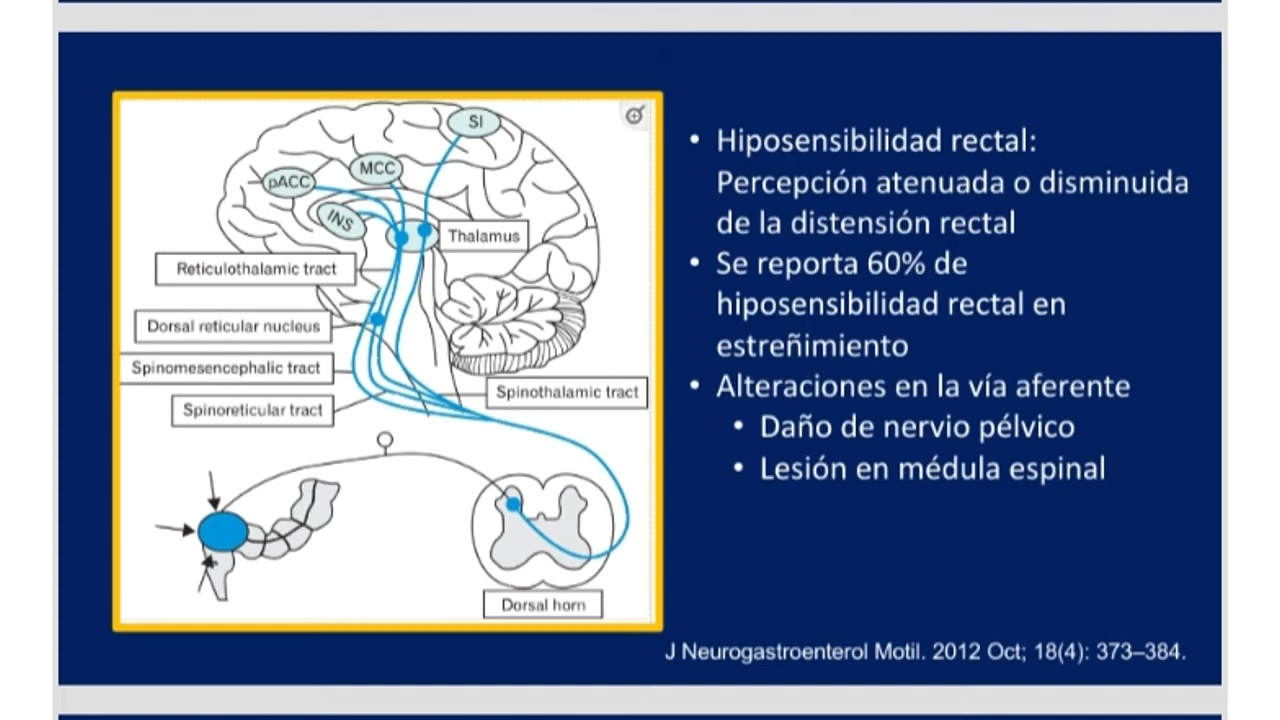 SI
MCC
pACC
INS
Thalamus
Reticulothalamic tract
Dorsal reticular nucleus
Spinomesencephalic tract
Spinothalamic tract
Spinoreticular tract
Dorsal horn
• Hiposensibilidad rectal:
Percepción atenuada o disminuida
de la distensión rectal
• Se reporta 60% de
hiposensibilidad rectal en
estreñimiento
• Alteraciones en la vía aferente
• Daño de nervio pélvico
• Lesión en médula espinal
J Neurogastroenterol Motil. 2012 Oct; 18(4): 373–384.